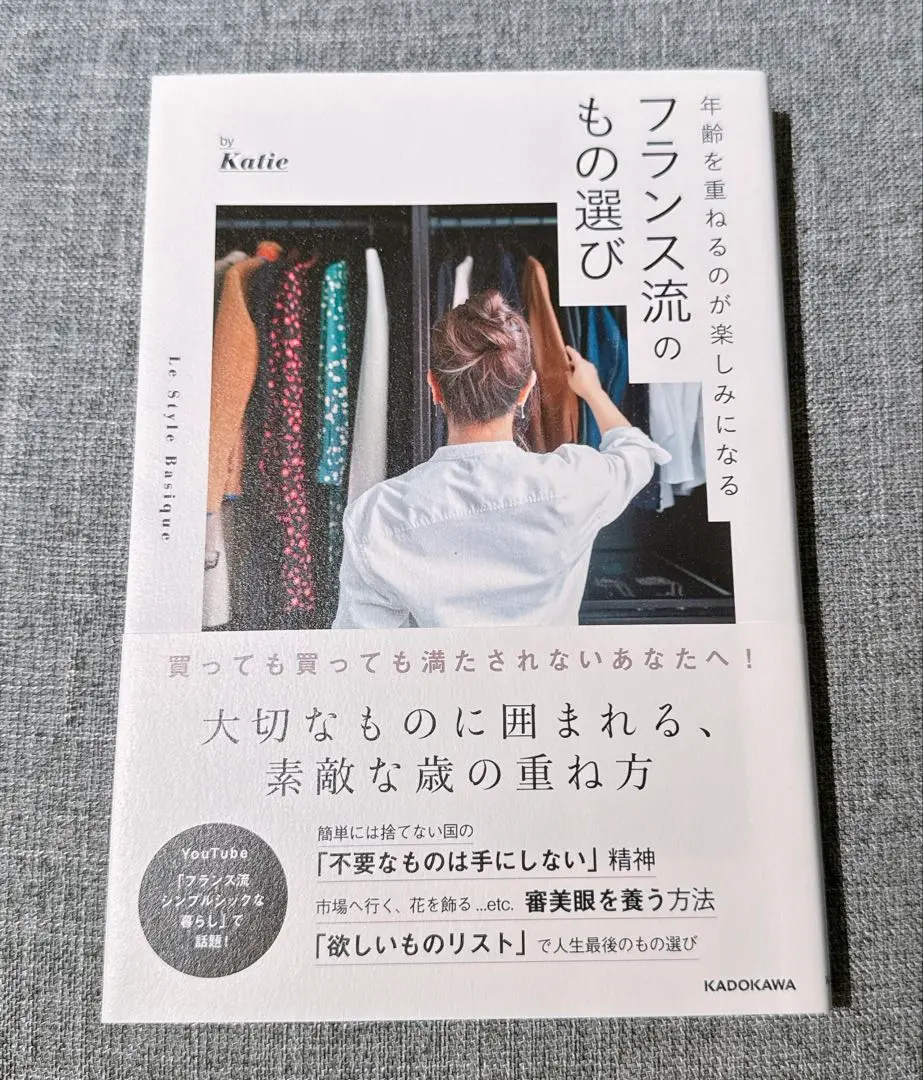 年齢を重ねるのが楽しみになる
フランス流の
もの選び
by
Katie
Le Style Basique
買っても買っても満たされないあなたへ!
大切なものに囲まれる、
素敵な歳の重ね方
簡単には捨てない国の
「不要なものは手にしない」精神
市場へ行く、花を飾る...etc. 審美眼を養う方法
「欲しいものリスト」で人生最後のもの選び
YouTube
「フランス流
シンプルシックな
暮らし」で
話題!
KADOKAWA